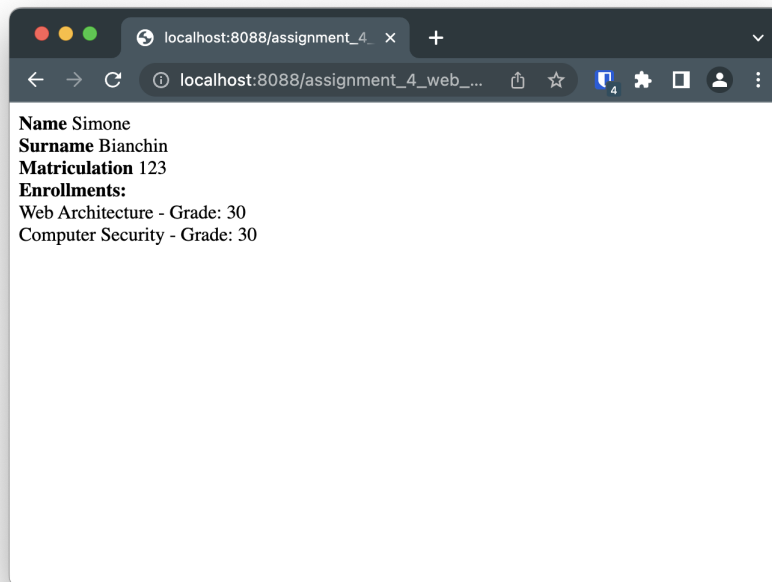 localhost:8088/assignment_4_
localhost:8088/assignment_4_web_...
4
Name Simone
Surname Bianchin
Matriculation 123
Enrollments:
Web Architecture - Grade: 30
Computer Security - Grade: 30